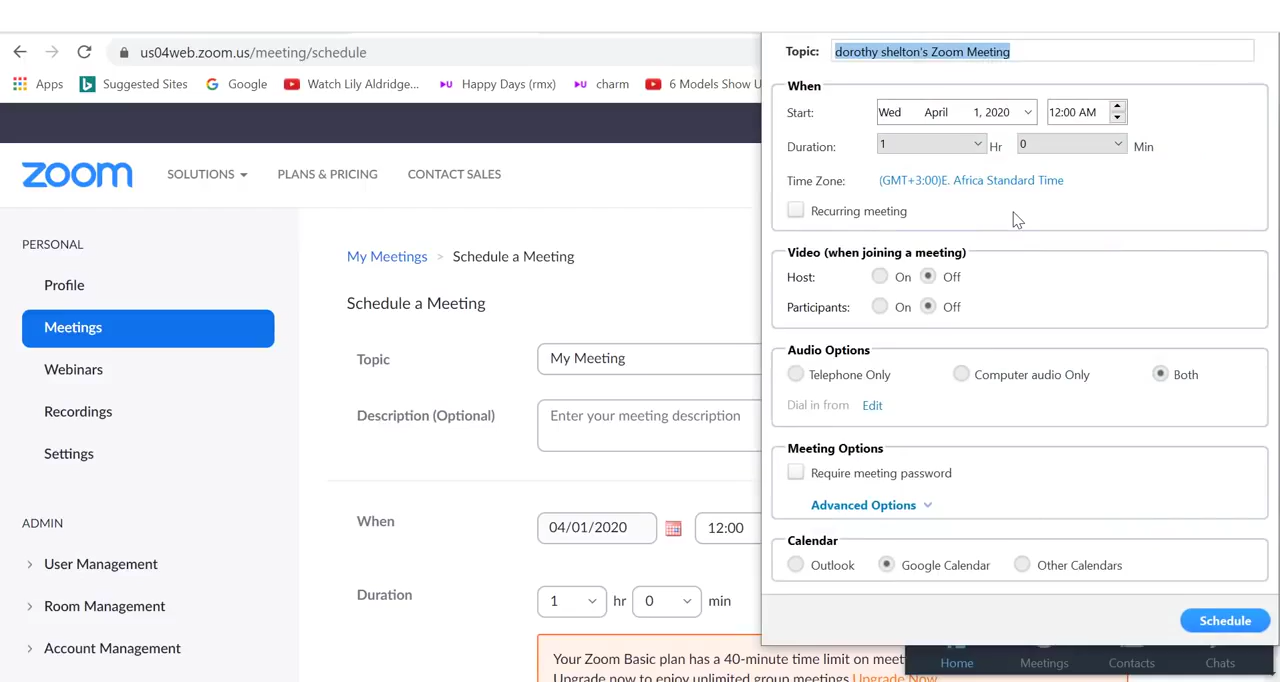 us04web.zoom.us/meeting/schedule
Apps Suggested Sites Google Watch Lily Aldridge... Happy Days (rmx) charm 6 Models Show U
zoom
SOLUTIONS PLANS & PRICING CONTACT SALES
PERSONAL
Profile
Meetings
Webinars
Recordings
Settings
ADMIN
User Management
Room Management
Account Management
My Meetings > Schedule a Meeting
Schedule a Meeting
Topic My Meeting
Description (Optional) Enter your meeting description
When 04/01/2020 12:00
Duration 1 hr 0 min
Your Zoom Basic plan has a 40-minute time limit on meet
Upgrade now to enjoy unlimited group meetings. Upgrade Now
Topic: dorothy shelton's Zoom Meeting
When
Start: Wed April 1, 2020 12:00 AM
Duration: 1 Hr 0 Min
Time Zone: (GMT+3:00)E. Africa Standard Time
Recurring meeting
Video (when joining a meeting)
Host: On Off
Participants: On Off
Audio Options
Telephone Only Computer audio Only Both
Dial in from Edit
Meeting Options
Require meeting password
Advanced Options
Calendar
Outlook Google Calendar Other Calendars
Schedule
Home Meetings Contacts Chats